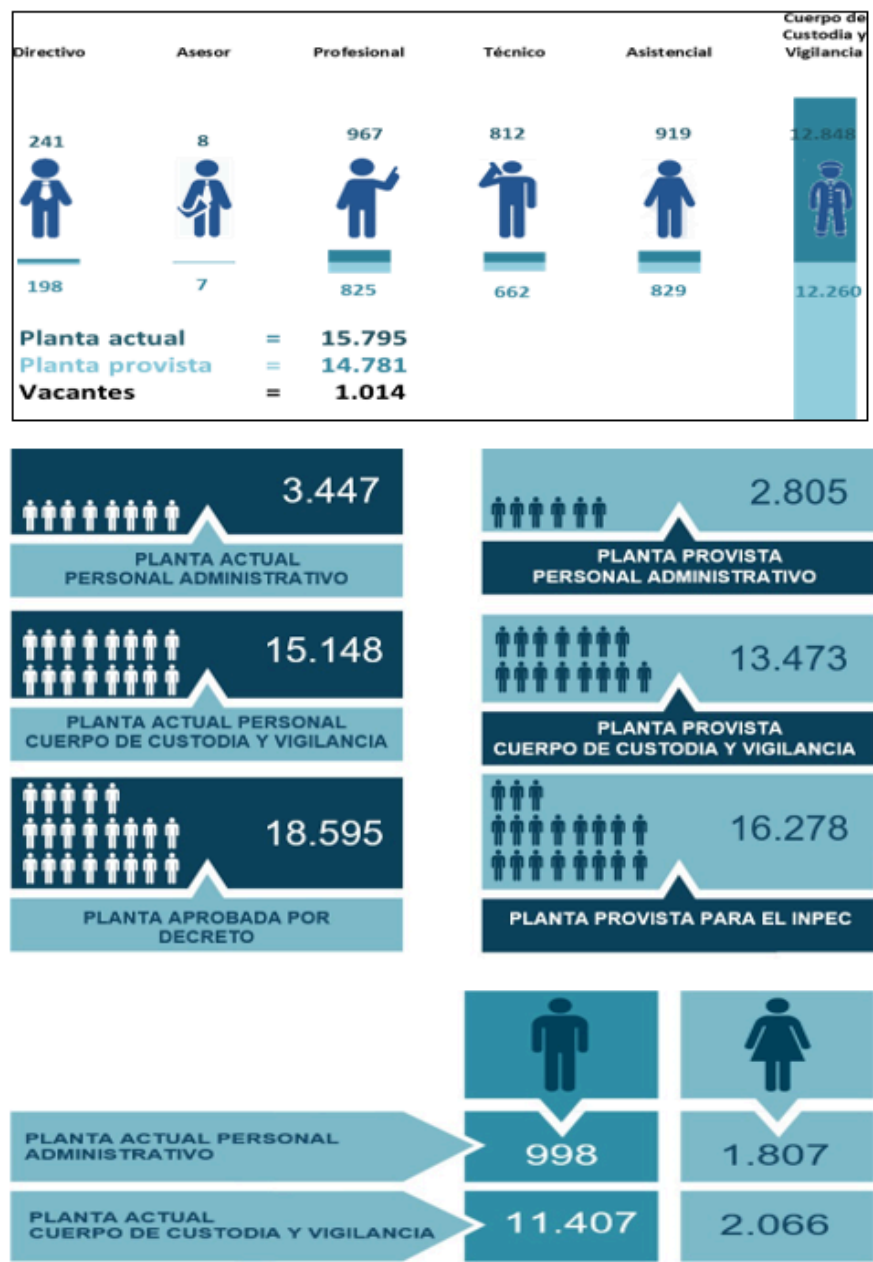 Directivo Asesor Profesional Técnico Asistencial Cuerpo de
Custodia y
Vigilancia
241 8 967 812 919 12.848
198 7 825 662 829 12.260
Planta actual = 15.795
Planta provista = 14.781
Vacantes = 1.014
3.447
PLANTA ACTUAL
PERSONAL ADMINISTRATIVO
2.805
PLANTA PROVISTA
PERSONAL ADMINISTRATIVO
15.148
PLANTA ACTUAL PERSONAL
CUERPO DE CUSTODIA Y VIGILANCIA
13.473
PLANTA PROVISTA
CUERPO DE CUSTODIA Y VIGILANCIA
18.595
PLANTA APROBADA POR
DECRETO
16.278
PLANTA PROVISTA PARA EL INPEC
PLANTA ACTUAL PERSONAL
ADMINISTRATIVO
998 1.807
PLANTA ACTUAL
CUERPO DE CUSTODIA Y VIGILANCIA
11.407 2.066